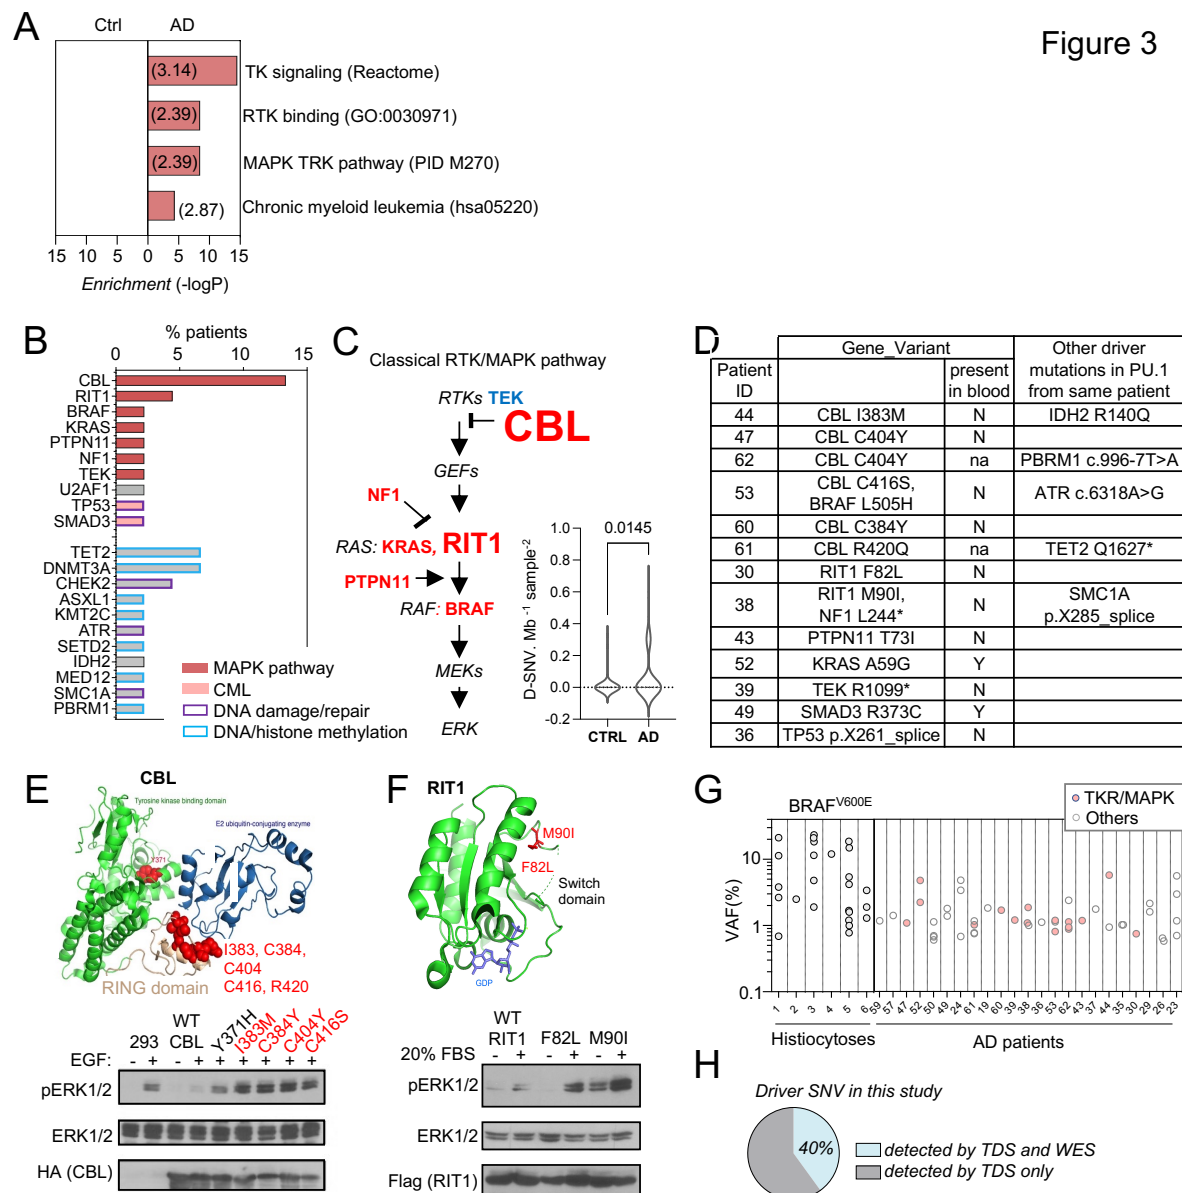 Figure 3
A
Ctrl AD
(3.14) TK signaling (Reactome)
(2.39) RTK binding (GO:0030971)
(2.39) MAPK TRK pathway (PID M270)
(2.87) Chronic myeloid leukemia (hsa05220)
15 10 5 0 5 10 15
Enrichment (-logP)
B
% patients
0 5 10 15
CBL
RIT1
BRAF
KRAS
PTPN11
NF1
TEK
U2AF1
TP53
SMAD3
TET2
DNMT3A
CHEK2
ASXL1
KMT2C
ATR
SETD2
IDH2
MED12
SMC1A
PBRM1
MAPK pathway
CML
DNA damage/repair
DNA/histone methylation
C
Classical RTK/MAPK pathway
RTKs TEK
CBL
GEFs
NF1
RAS: KRAS, RIT1
PTPN11
RAF: BRAF
MEKs
ERK
D-SNV. Mb⁻¹ sample⁻²
1.0
0.8
0.6
0.4
0.2
0.0
-0.2
0.0145
CTRL AD
D
Gene_Variant
Other driver mutations in PU.1 from same patient
Patient ID
present in blood
44 CBL I383M N IDH2 R140Q
47 CBL C404Y N
62 CBL C404Y na PBRM1 c.996-7T>A
53 CBL C416S, BRAF L505H N ATR c.6318A>G
60 CBL C384Y N
61 CBL R420Q na TET2 Q1627*
30 RIT1 F82L N
38 RIT1 M90I, NF1 L244* N SMC1A p.X285_splice
43 PTPN11 T73I N
52 KRAS A59G Y
39 TEK R1099* N
49 SMAD3 R373C Y
36 TP53 p.X261_splice N
E
CBL
Tyrosine kinase binding domain
E2 ubiquitin-conjugating enzyme
Y371
I383, C384,
C404
C416, R420
RING domain
293 WT CBL Y371H I383M C384Y C404Y C416S
EGF: - + - + + + + + +
pERK1/2
ERK1/2
HA (CBL)
F
RIT1
M90I
F82L
Switch domain
GDP
WT RIT1 F82L M90I
20% FBS - + - + - +
pERK1/2
ERK1/2
Flag (RIT1)
G
BRAF^V600E
TKR/MAPK
Others
VAF(%)
10
1
0.1
1 2 3 4 5 6 59 57 47 52 50 49 24 61 19 60 39 38 36 53 62 43 37 44 35 30 29 26 23
Histiocytoses AD patients
H
Driver SNV in this study
40%
detected by TDS and WES
detected by TDS only